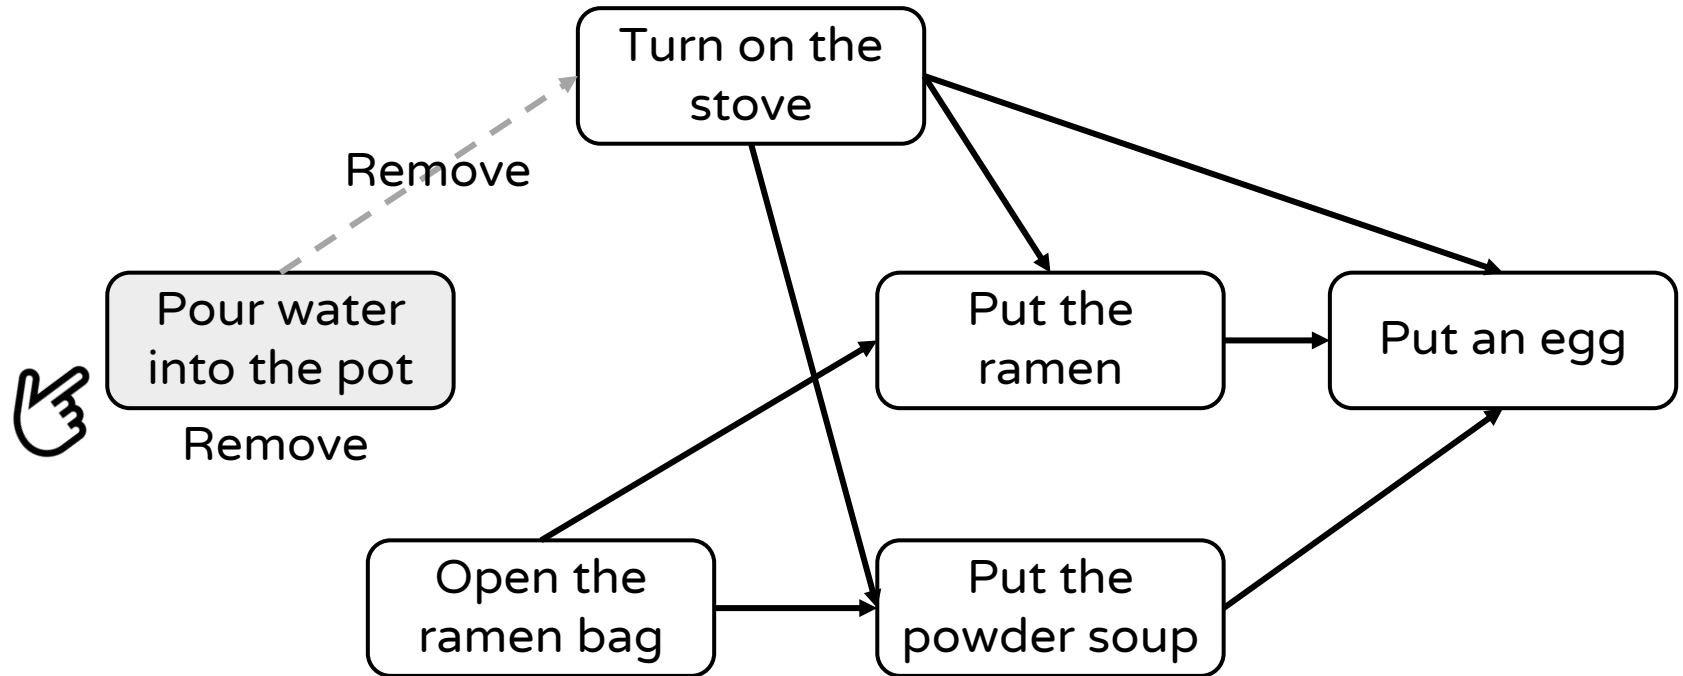 Turn on the
stove
Remove
Pour water
into the pot
Remove
Put the
ramen
Put an egg
Open the
ramen bag
Put the
powder soup